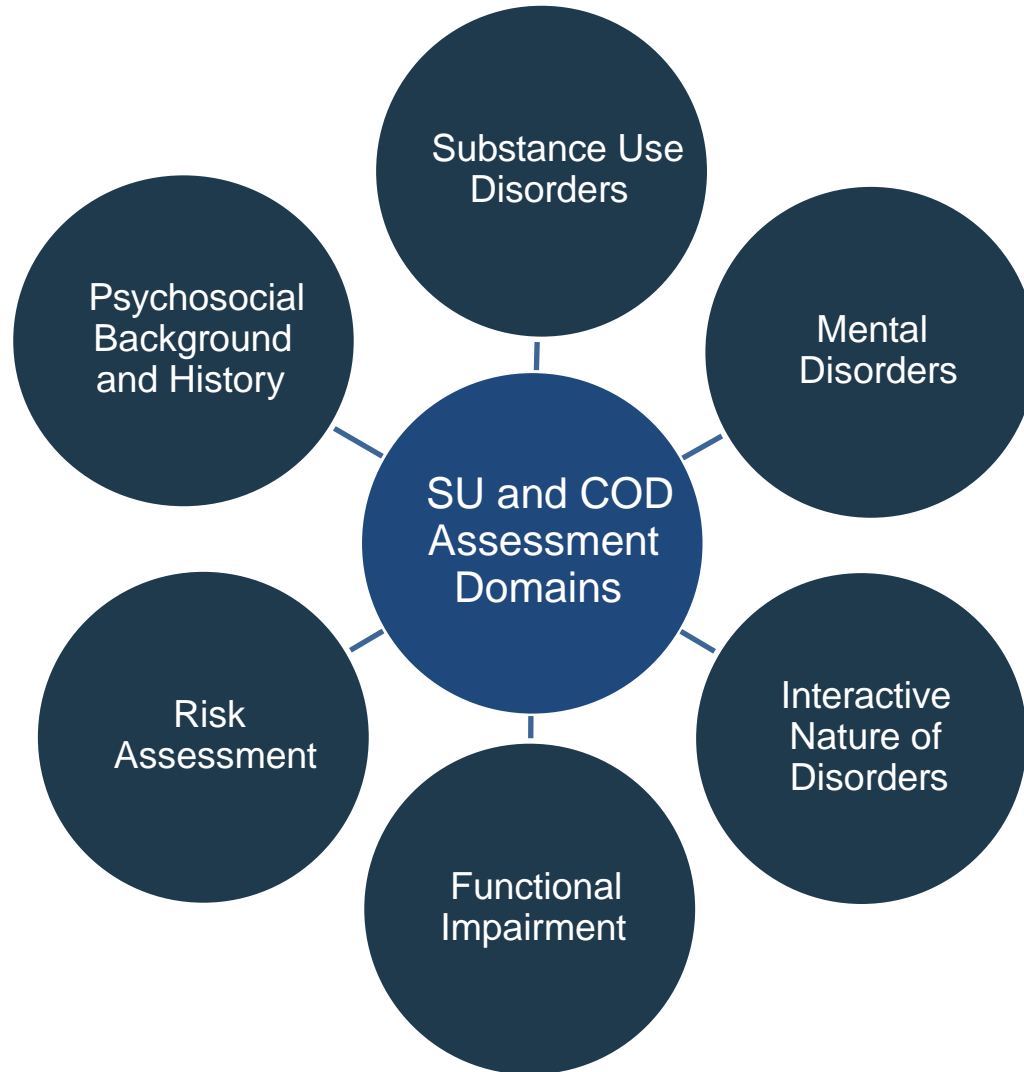 Substance Use
Disorders
Mental
Disorders
Interactive
Nature of
Disorders
Functional
Impairment
Risk
Assessment
Psychosocial
Background
and History
SU and COD
Assessment
Domains